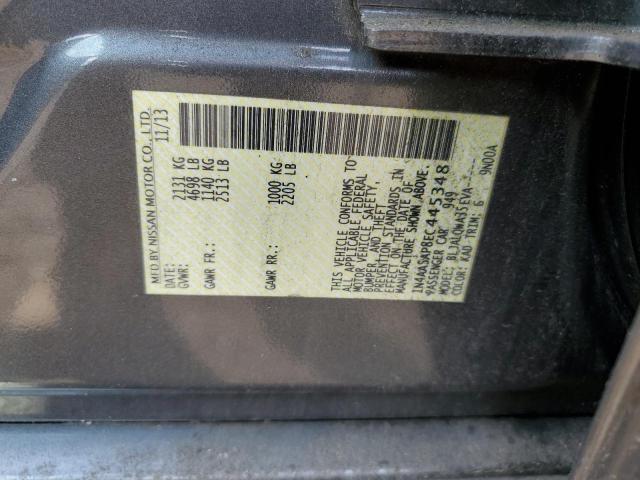 MFD BY NISSAN MOTOR CO., LTD.
11/13
GVWR: 2131 KG
4698 LB
GAWR FR: 1140 KG
2513 LB
GAWR RR: 1000 KG
2205 LB
THIS VEHICLE CONFORMS TO
ALL APPLICABLE FEDERAL
MOTOR VEHICLE SAFETY,
BUMPER, AND THEFT
PREVENTION STANDARDS IN
EFFECT ON THE DATE OF
MANUFACTURE SHOWN ABOVE.
1N4AA5AP8EC445348
PASSENGER CAR 949
MODEL: BLJALOWA35-EVA---
COLOR: KAD TRIM: G 9N00A